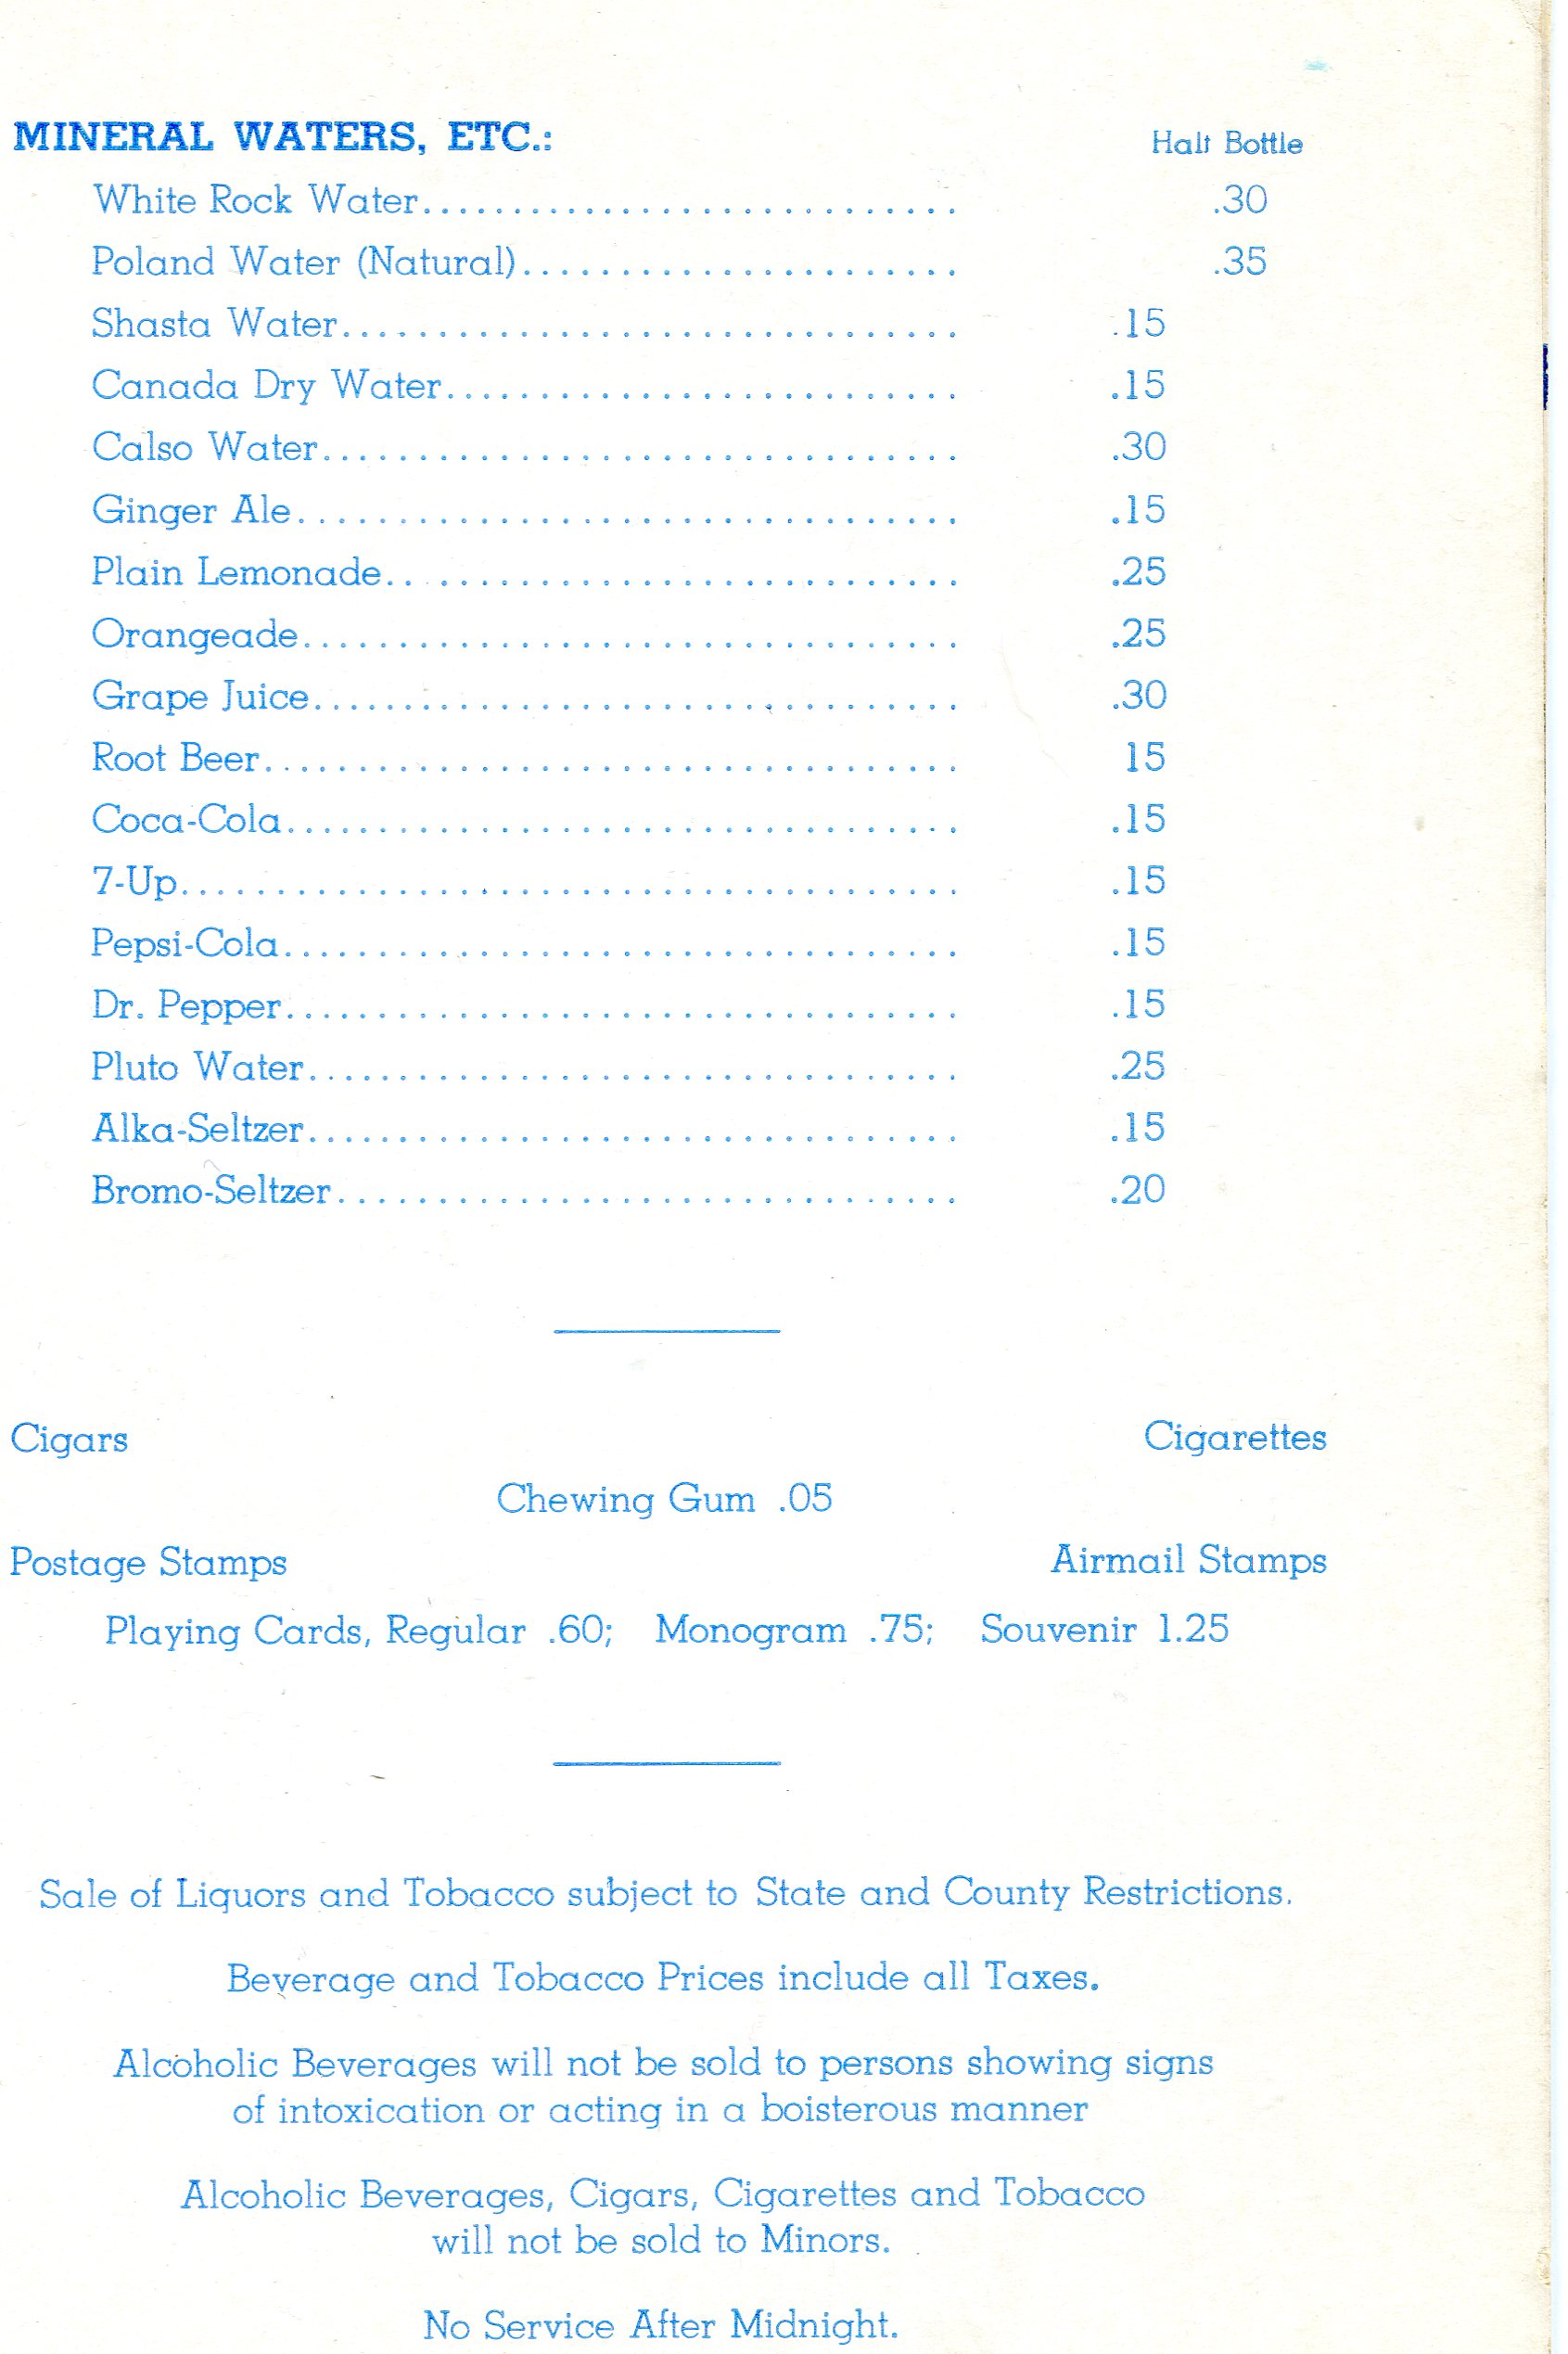 MINERAL WATERS, ETC.: Half Bottle
White Rock Water............................ .30
Poland Water (Natural)....................... .35
Shasta Water................................ .15
Canada Dry Water........................... .15
Calso Water................................. .30
Ginger Ale.................................. .15
Plain Lemonade.............................. .25
Orangeade.................................. .25
Grape Juice................................. .30
Root Beer................................... 15
Coca-Cola.................................. .15
7-Up........................................ .15
Pepsi-Cola.................................. .15
Dr. Pepper.................................. .15
Pluto Water................................. .25
Alka-Seltzer................................. .15
Bromo-Seltzer............................... .20
Cigars Cigarettes
Chewing Gum .05
Postage Stamps Airmail Stamps
Playing Cards, Regular .60; Monogram .75; Souvenir 1.25
Sale of Liquors and Tobacco subject to State and County Restrictions.
Beverage and Tobacco Prices include all Taxes.
Alcoholic Beverages will not be sold to persons showing signs
of intoxication or acting in a boisterous manner
Alcoholic Beverages, Cigars, Cigarettes and Tobacco
will not be sold to Minors.
No Service After Midnight.